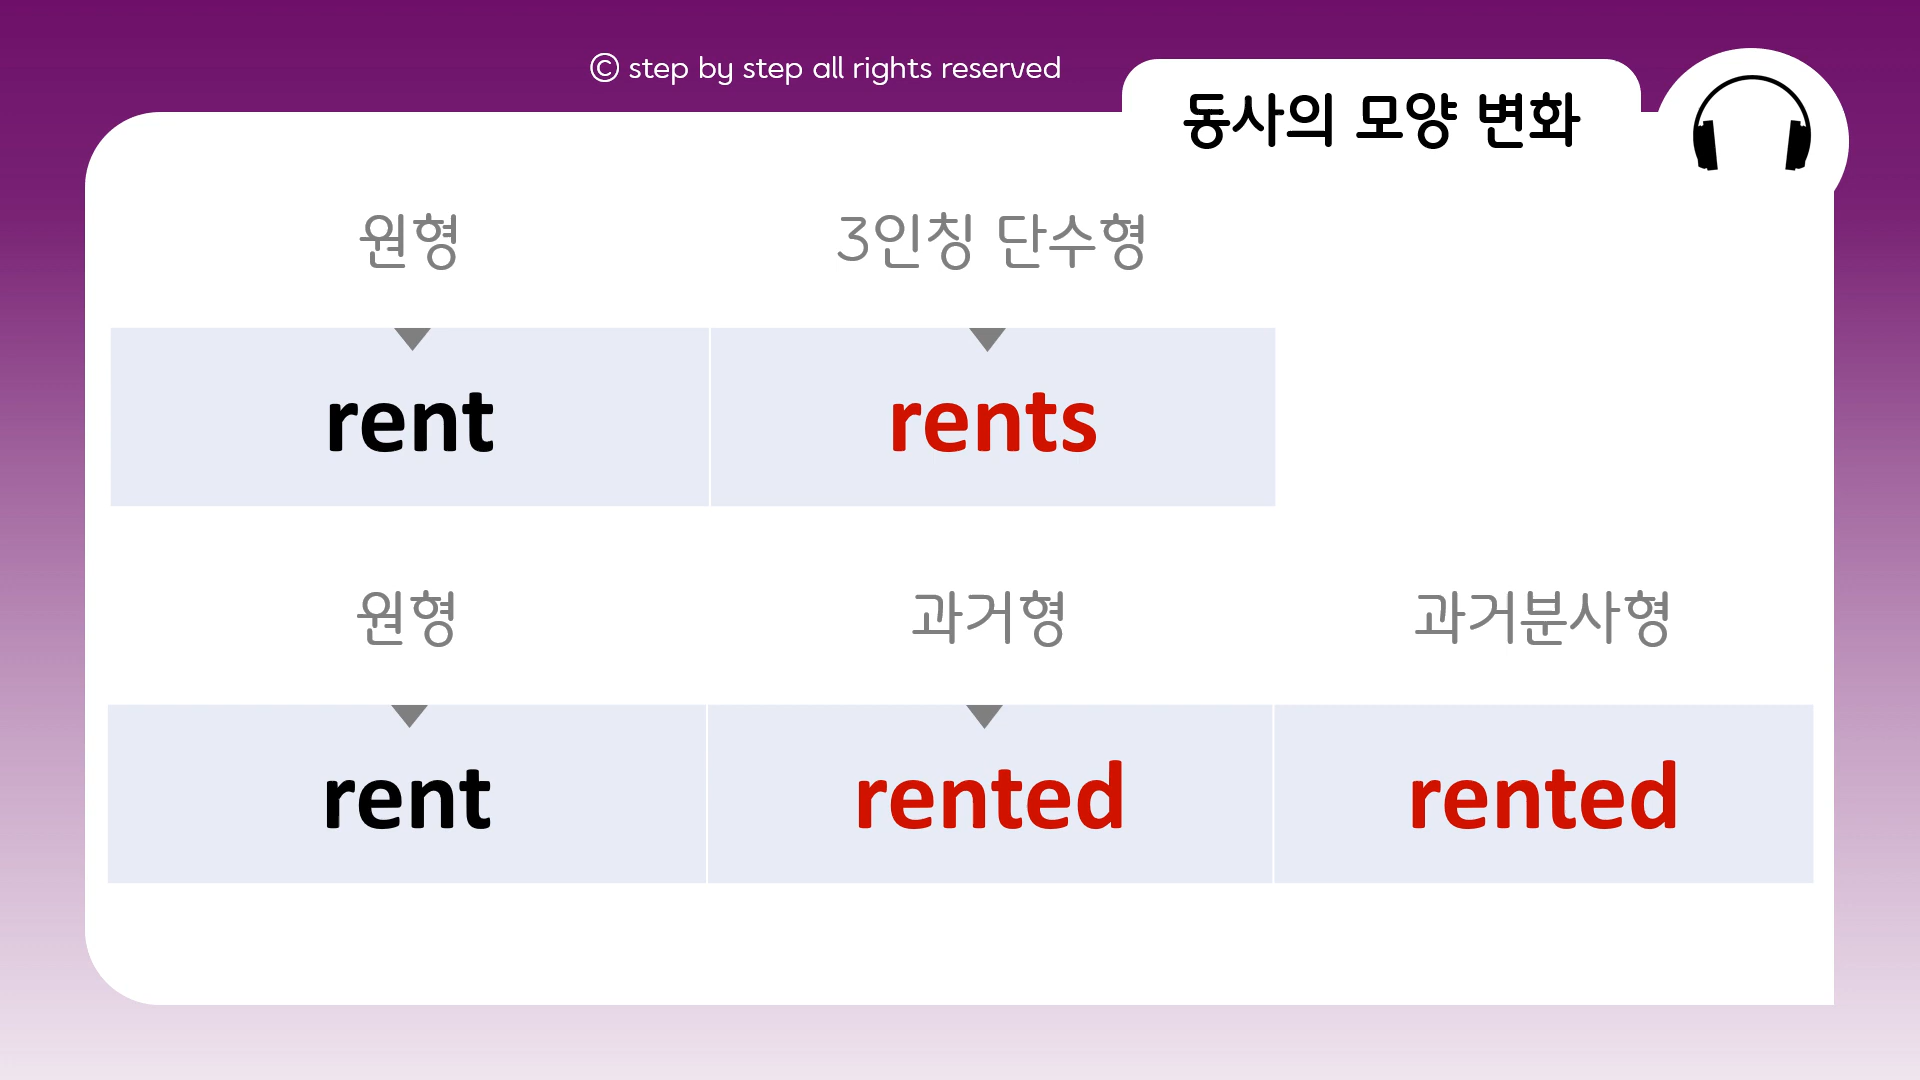 © step by step all rights reserved
동사의 모양 변화
원형 3인칭 단수형
rent rents
원형 과거형 과거분사형
rent rented rented